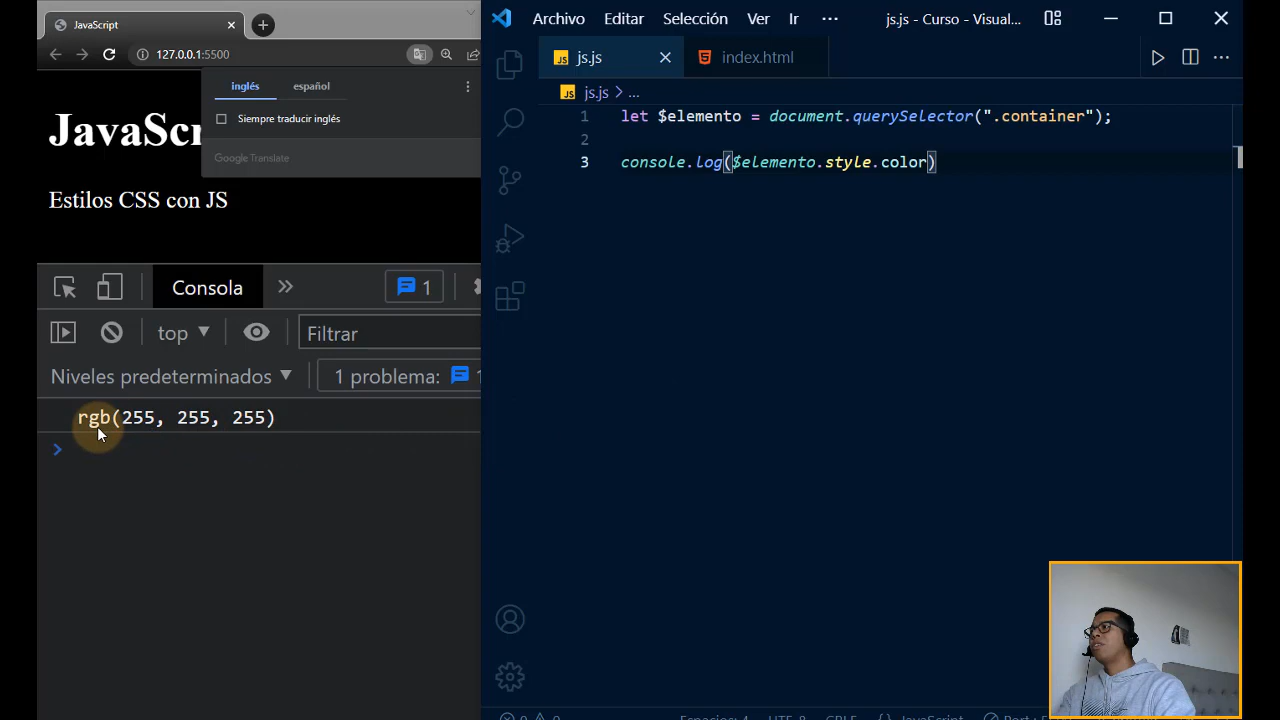 JavaScript
127.0.0.1:5500
inglés español
Siempre traducir inglés
Google Translate
JavaScr
Estilos CSS con JS
Consola
1
top
Filtrar
Niveles predeterminados
1 problema:
rgb(255, 255, 255)
Archivo Editar Selección Ver Ir ... js.js - Curso - Visual...
JS js.js index.html
JS js.js > ...
1 let $elemento = document.querySelector(".container");
2
3 console.log($elemento.style.color)